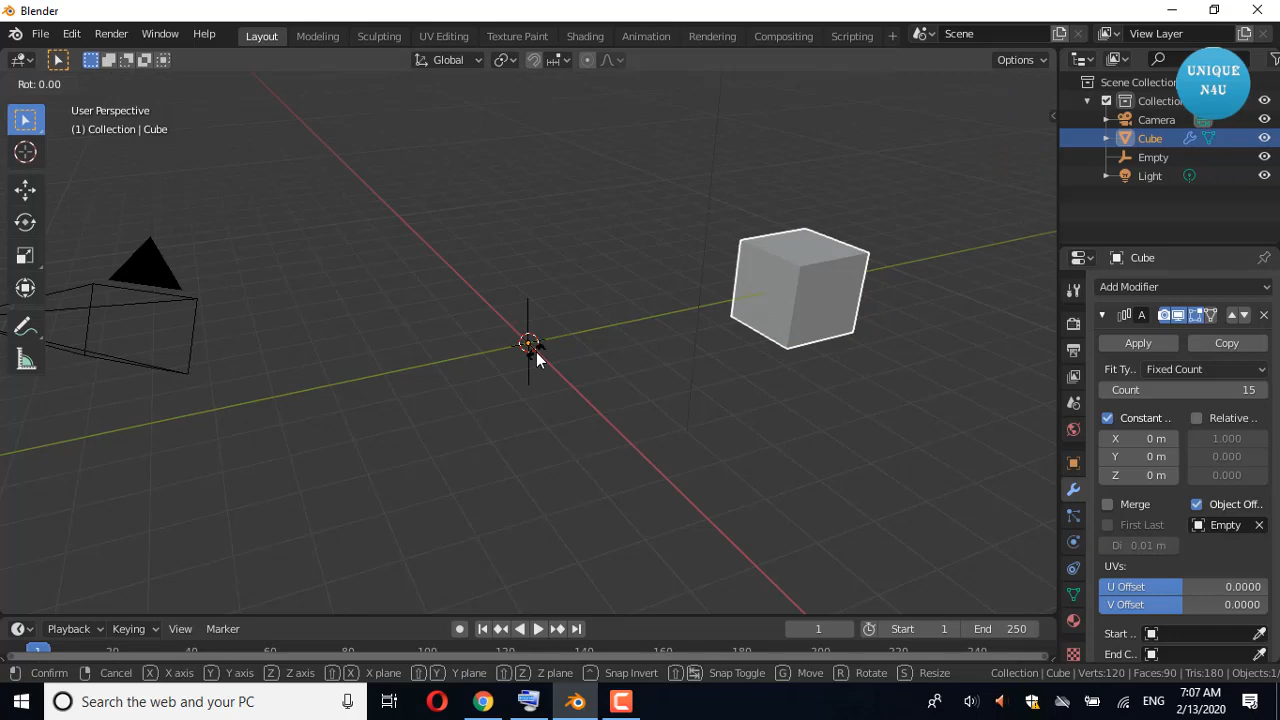 Blender
File Edit Render Window Help
Layout Modeling Sculpting UV Editing Texture Paint Shading Animation Rendering Compositing Scripting
Scene
View Layer
Global
Options
Rot: 0.00
User Perspective
(1) Collection | Cube
UNIQUE
N4U
Scene Collection
Collectio
Camera
Cube
Empty
Light
Cube
Add Modifier
A
Apply Copy
Fit Ty.. Fixed Count
Count 15
Constant .. Relative ..
X 0 m 1.000
Y 0 m 0.000
Z 0 m 0.000
Merge Object Off..
First Last Empty
Di 0.01 m
UVs:
U Offset 0.0000
V Offset 0.0000
Start ..
End C..
Playback Keying View Marker
1 Start 1 End 250
1
Confirm Cancel X X axis Y Y axis Z Z axis X X plane Y Y plane Z Z plane Snap Invert Snap Toggle G Move R Rotate S Resize
Collection | Cube | Verts:120 | Faces:90 | Tris:180 | Objects:1/
Search the web and your PC
ENG
7:07 AM
2/13/2020